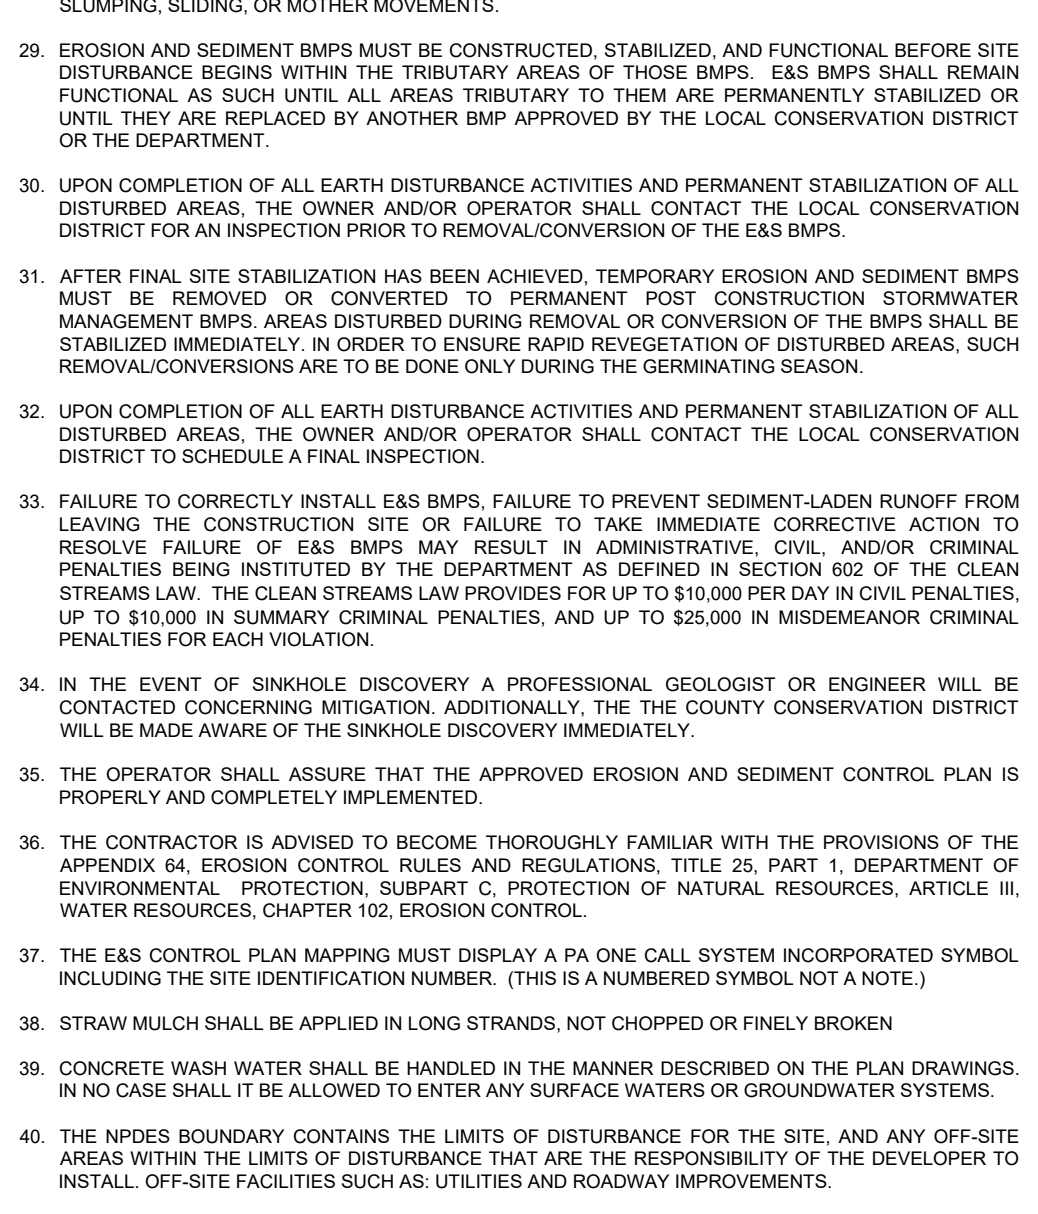 SLUMPING, SLIDING, OR MOTHER MOVEMENTS.
29. EROSION AND SEDIMENT BMPS MUST BE CONSTRUCTED, STABILIZED, AND FUNCTIONAL BEFORE SITE
DISTURBANCE BEGINS WITHIN THE TRIBUTARY AREAS OF THOSE BMPS. E&S BMPS SHALL REMAIN
FUNCTIONAL AS SUCH UNTIL ALL AREAS TRIBUTARY TO THEM ARE PERMANENTLY STABILIZED OR
UNTIL THEY ARE REPLACED BY ANOTHER BMP APPROVED BY THE LOCAL CONSERVATION DISTRICT
OR THE DEPARTMENT.
30. UPON COMPLETION OF ALL EARTH DISTURBANCE ACTIVITIES AND PERMANENT STABILIZATION OF ALL
DISTURBED AREAS, THE OWNER AND/OR OPERATOR SHALL CONTACT THE LOCAL CONSERVATION
DISTRICT FOR AN INSPECTION PRIOR TO REMOVAL/CONVERSION OF THE E&S BMPS.
31. AFTER FINAL SITE STABILIZATION HAS BEEN ACHIEVED, TEMPORARY EROSION AND SEDIMENT BMPS
MUST BE REMOVED OR CONVERTED TO PERMANENT POST CONSTRUCTION STORMWATER
MANAGEMENT BMPS. AREAS DISTURBED DURING REMOVAL OR CONVERSION OF THE BMPS SHALL BE
STABILIZED IMMEDIATELY. IN ORDER TO ENSURE RAPID REVEGETATION OF DISTURBED AREAS, SUCH
REMOVAL/CONVERSIONS ARE TO BE DONE ONLY DURING THE GERMINATING SEASON.
32. UPON COMPLETION OF ALL EARTH DISTURBANCE ACTIVITIES AND PERMANENT STABILIZATION OF ALL
DISTURBED AREAS, THE OWNER AND/OR OPERATOR SHALL CONTACT THE LOCAL CONSERVATION
DISTRICT TO SCHEDULE A FINAL INSPECTION.
33. FAILURE TO CORRECTLY INSTALL E&S BMPS, FAILURE TO PREVENT SEDIMENT-LADEN RUNOFF FROM
LEAVING THE CONSTRUCTION SITE OR FAILURE TO TAKE IMMEDIATE CORRECTIVE ACTION TO
RESOLVE FAILURE OF E&S BMPS MAY RESULT IN ADMINISTRATIVE, CIVIL, AND/OR CRIMINAL
PENALTIES BEING INSTITUTED BY THE DEPARTMENT AS DEFINED IN SECTION 602 OF THE CLEAN
STREAMS LAW. THE CLEAN STREAMS LAW PROVIDES FOR UP TO $10,000 PER DAY IN CIVIL PENALTIES,
UP TO $10,000 IN SUMMARY CRIMINAL PENALTIES, AND UP TO $25,000 IN MISDEMEANOR CRIMINAL
PENALTIES FOR EACH VIOLATION.
34. IN THE EVENT OF SINKHOLE DISCOVERY A PROFESSIONAL GEOLOGIST OR ENGINEER WILL BE
CONTACTED CONCERNING MITIGATION. ADDITIONALLY, THE THE COUNTY CONSERVATION DISTRICT
WILL BE MADE AWARE OF THE SINKHOLE DISCOVERY IMMEDIATELY.
35. THE OPERATOR SHALL ASSURE THAT THE APPROVED EROSION AND SEDIMENT CONTROL PLAN IS
PROPERLY AND COMPLETELY IMPLEMENTED.
36. THE CONTRACTOR IS ADVISED TO BECOME THOROUGHLY FAMILIAR WITH THE PROVISIONS OF THE
APPENDIX 64, EROSION CONTROL RULES AND REGULATIONS, TITLE 25, PART 1, DEPARTMENT OF
ENVIRONMENTAL PROTECTION, SUBPART C, PROTECTION OF NATURAL RESOURCES, ARTICLE III,
WATER RESOURCES, CHAPTER 102, EROSION CONTROL.
37. THE E&S CONTROL PLAN MAPPING MUST DISPLAY A PA ONE CALL SYSTEM INCORPORATED SYMBOL
INCLUDING THE SITE IDENTIFICATION NUMBER. (THIS IS A NUMBERED SYMBOL NOT A NOTE.)
38. STRAW MULCH SHALL BE APPLIED IN LONG STRANDS, NOT CHOPPED OR FINELY BROKEN
39. CONCRETE WASH WATER SHALL BE HANDLED IN THE MANNER DESCRIBED ON THE PLAN DRAWINGS.
IN NO CASE SHALL IT BE ALLOWED TO ENTER ANY SURFACE WATERS OR GROUNDWATER SYSTEMS.
40. THE NPDES BOUNDARY CONTAINS THE LIMITS OF DISTURBANCE FOR THE SITE, AND ANY OFF-SITE
AREAS WITHIN THE LIMITS OF DISTURBANCE THAT ARE THE RESPONSIBILITY OF THE DEVELOPER TO
INSTALL. OFF-SITE FACILITIES SUCH AS: UTILITIES AND ROADWAY IMPROVEMENTS.